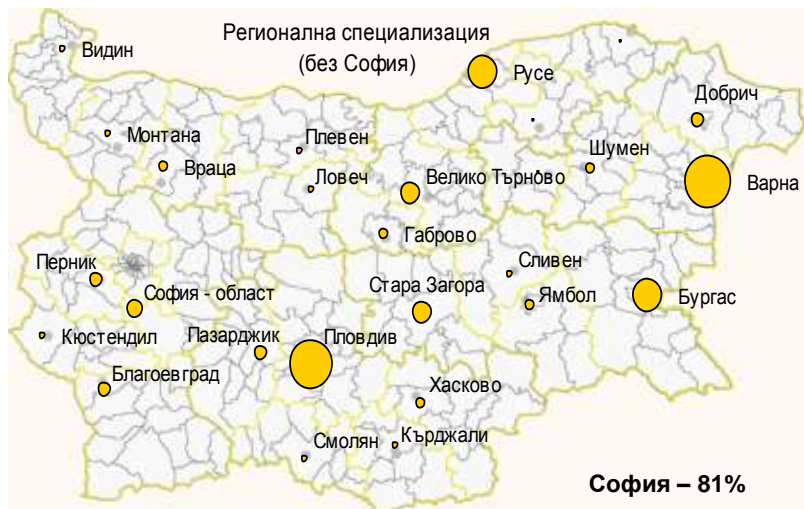 Регионална специализация
(без София)
Видин
Русе
Добрич
Монтана
Плевен
Шумен
Враца
Ловеч
Велико Търново
Варна
Габрово
Перник
Сливен
София - област
Стара Загора
Ямбол
Бургас
Кюстендил
Пазарджик
Пловдив
Благоевград
Хасково
Смолян
Кърджали
София – 81%